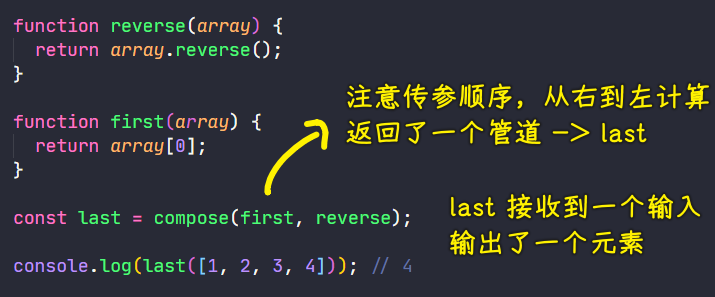 function reverse(array) {
return array.reverse();
}
function first(array) {
return array[0];
}
注意传参顺序，从右到左计算
返回了一个管道 -> last
const last = compose(first, reverse);
console.log(last([1, 2, 3, 4])); // 4
last 接收到一个输入
输出了一个元素